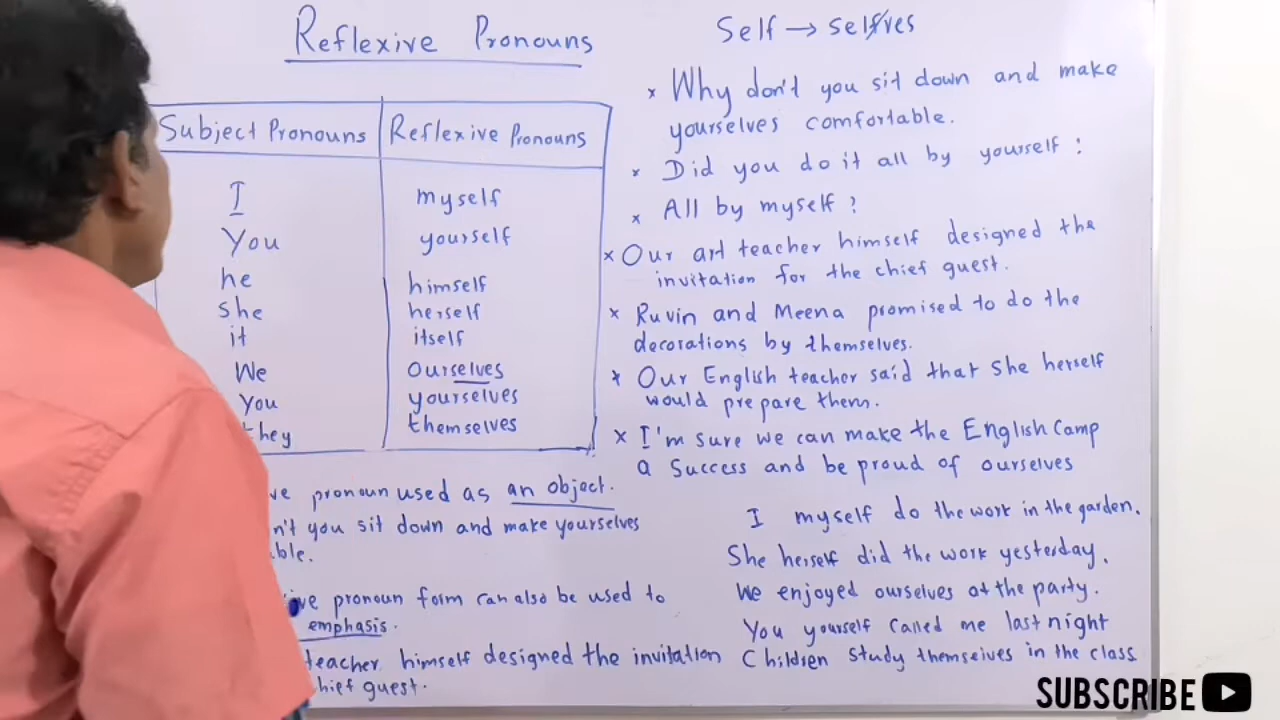 Reflexive Pronouns
Self → selfves
Subject Pronouns Reflexive Pronouns
I myself
You yourself
he himself
she herself
it itself
We Ourselves
You yourselves
they themselves
pronoun used as an object.
you sit down and make yourselves
pronoun form can also be used to
emphasis.
teacher himself designed the invitation
guest.
* Why don't you sit down and make
yourselves comfortable.
* Did you do it all by yourself ?
* All by myself ?
* Our art teacher himself designed the
invitation for the chief guest.
* Ruvin and Meena promised to do the
decorations by themselves.
* Our English teacher said that she herself
would prepare them.
* I'm sure we can make the English Camp
a success and be proud of ourselves
I myself do the work in the garden.
She herself did the work yesterday.
We enjoyed ourselves at the party.
You yourself called me last night
Children study themselves in the class
SUBSCRIBE